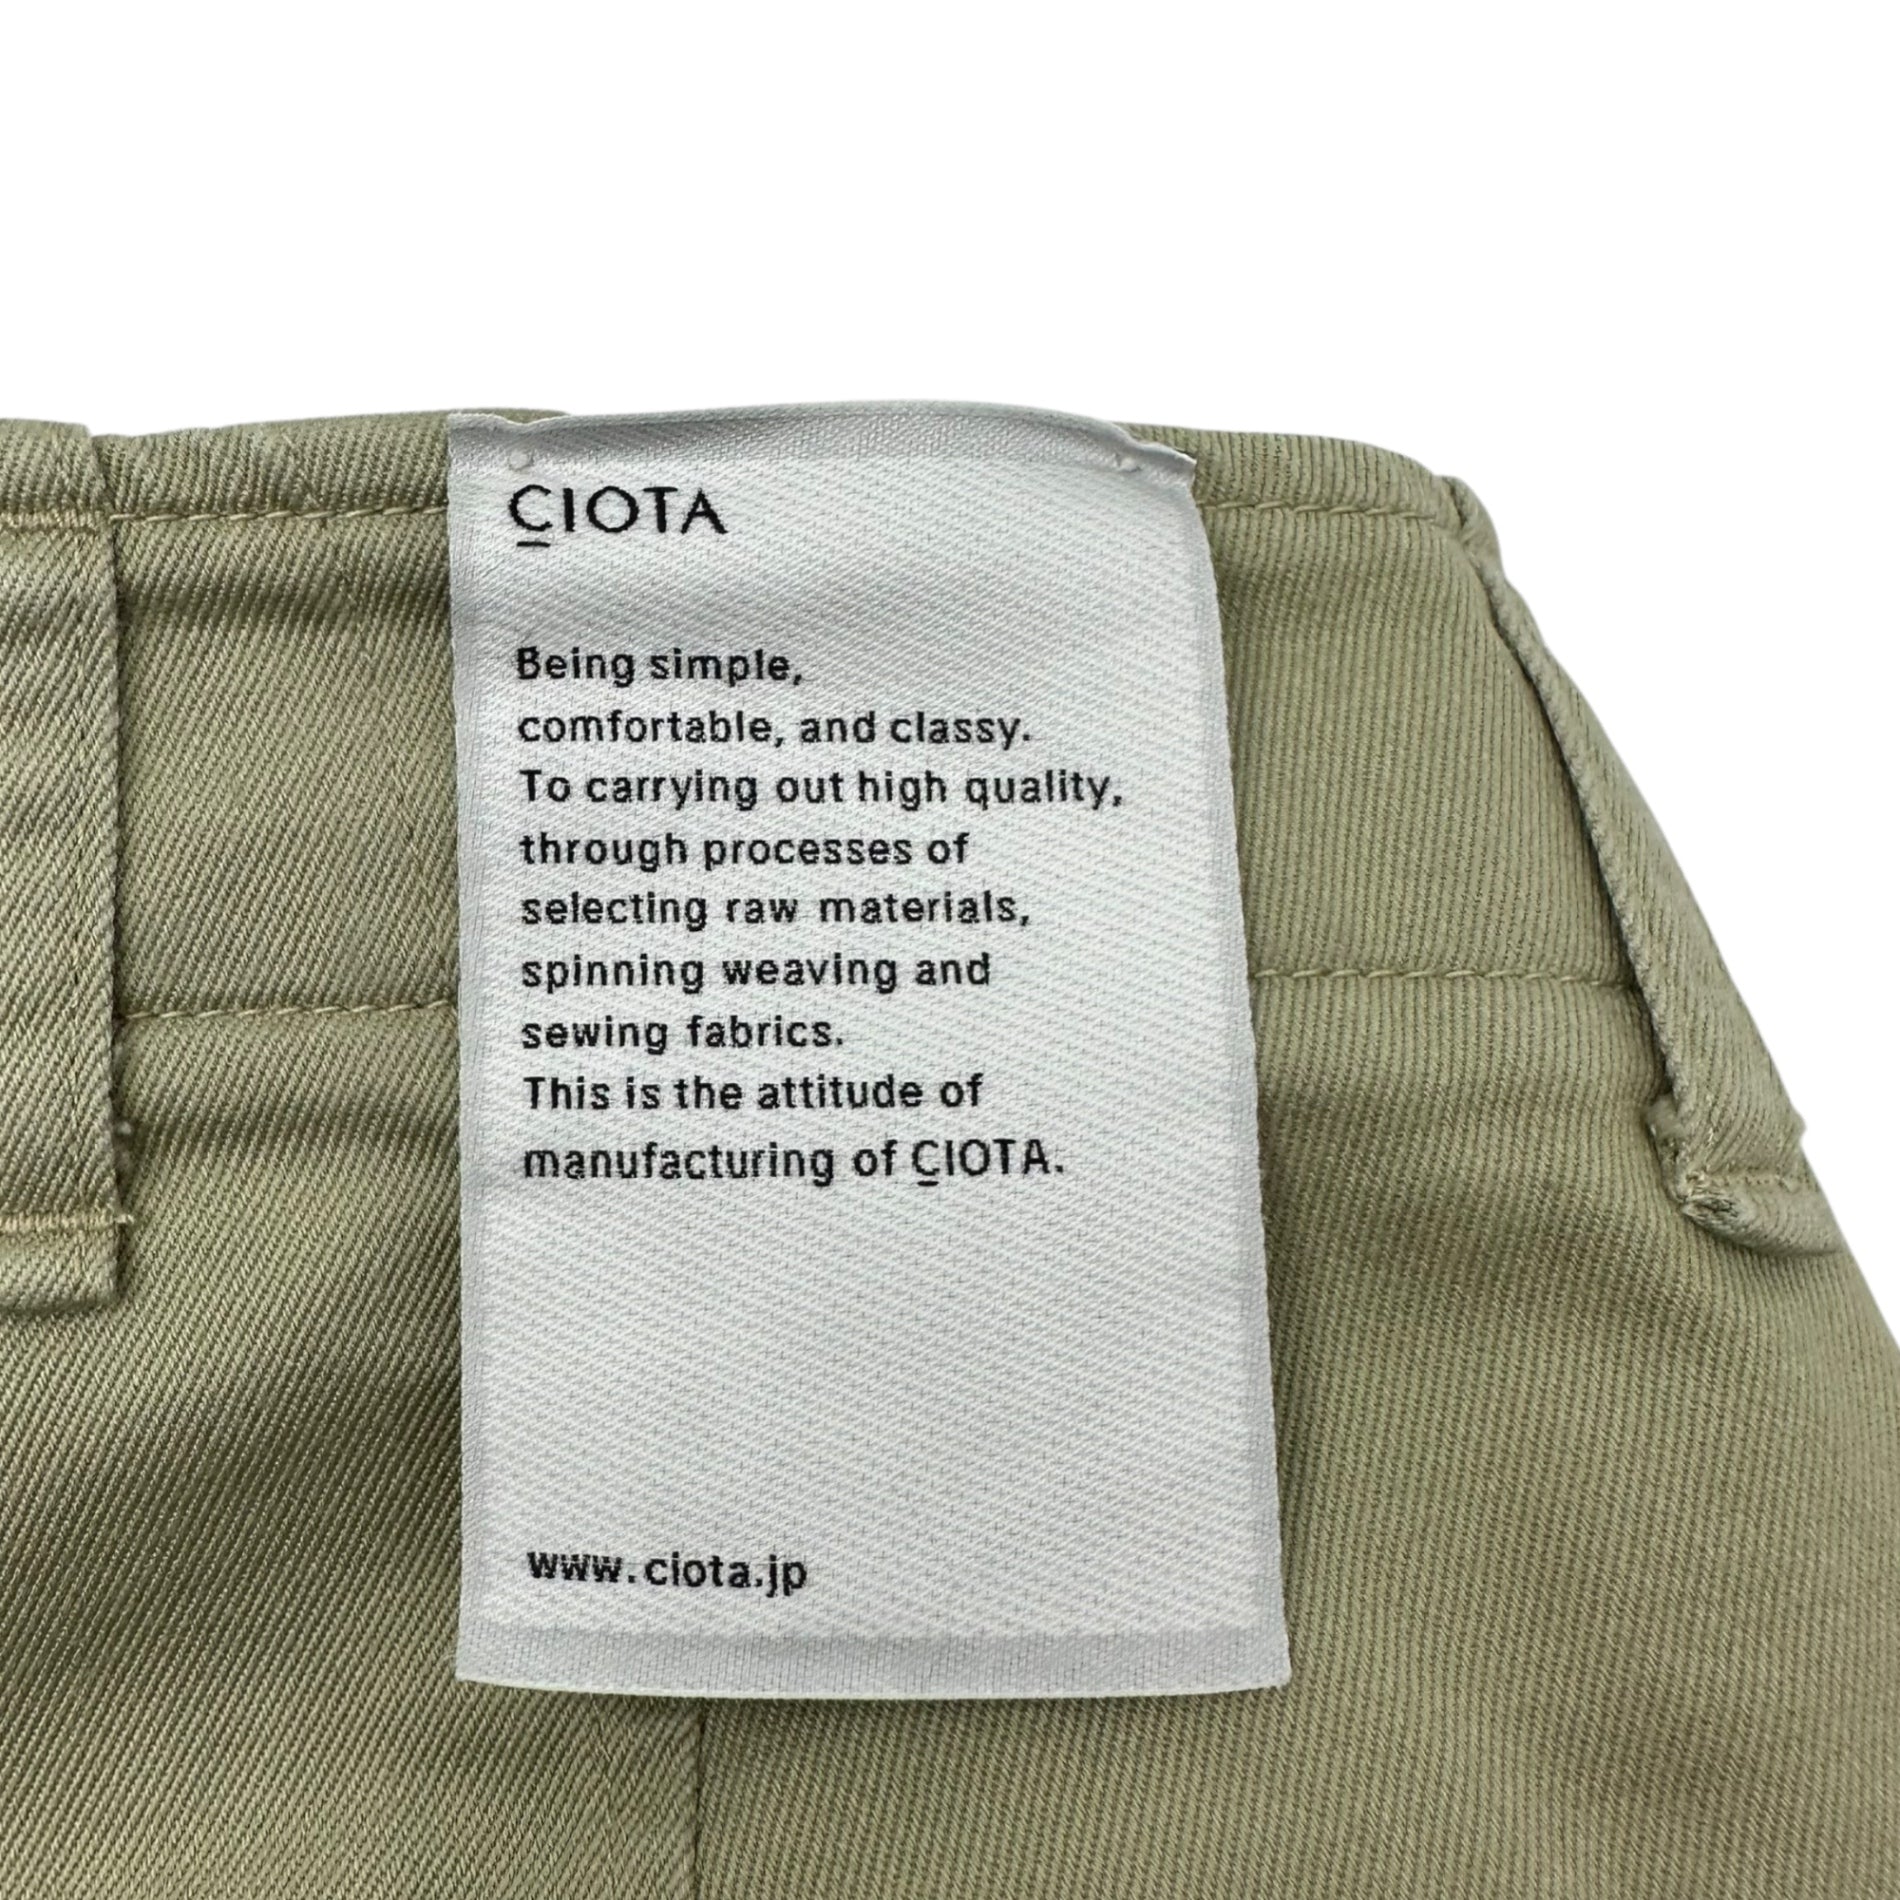 CIOTA
Being simple,
comfortable, and classy.
To carrying out high quality,
through processes of
selecting raw materials,
spinning weaving and
sewing fabrics.
This is the attitude of
manufacturing of CIOTA.
www.ciota.jp